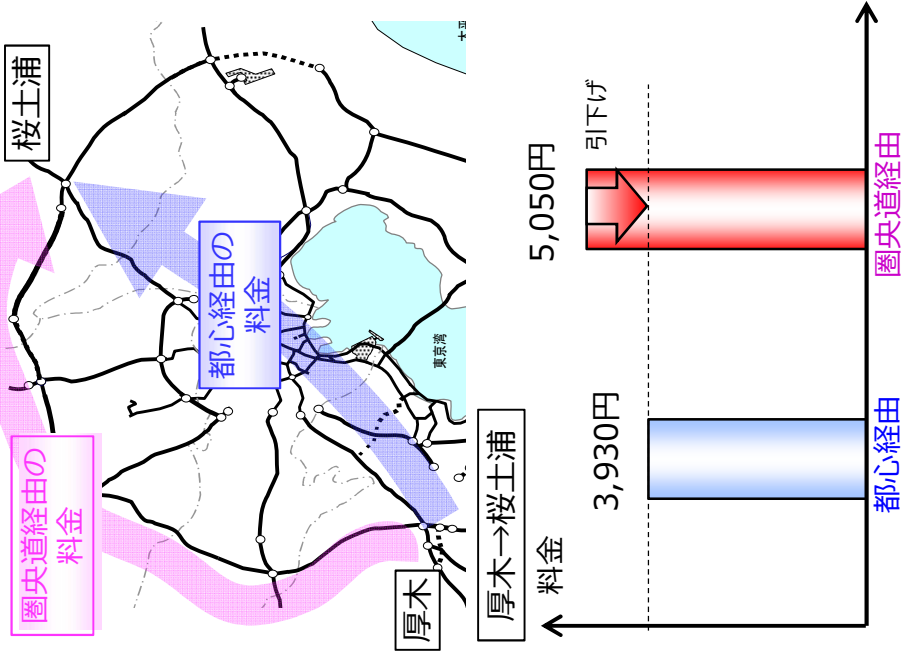 圏央道経由の
料金
桜土浦
都心経由の
料金
東京湾
厚木
厚木→桜土浦
料金
5,050円
引下げ
3,930円
都心経由
圏央道経由